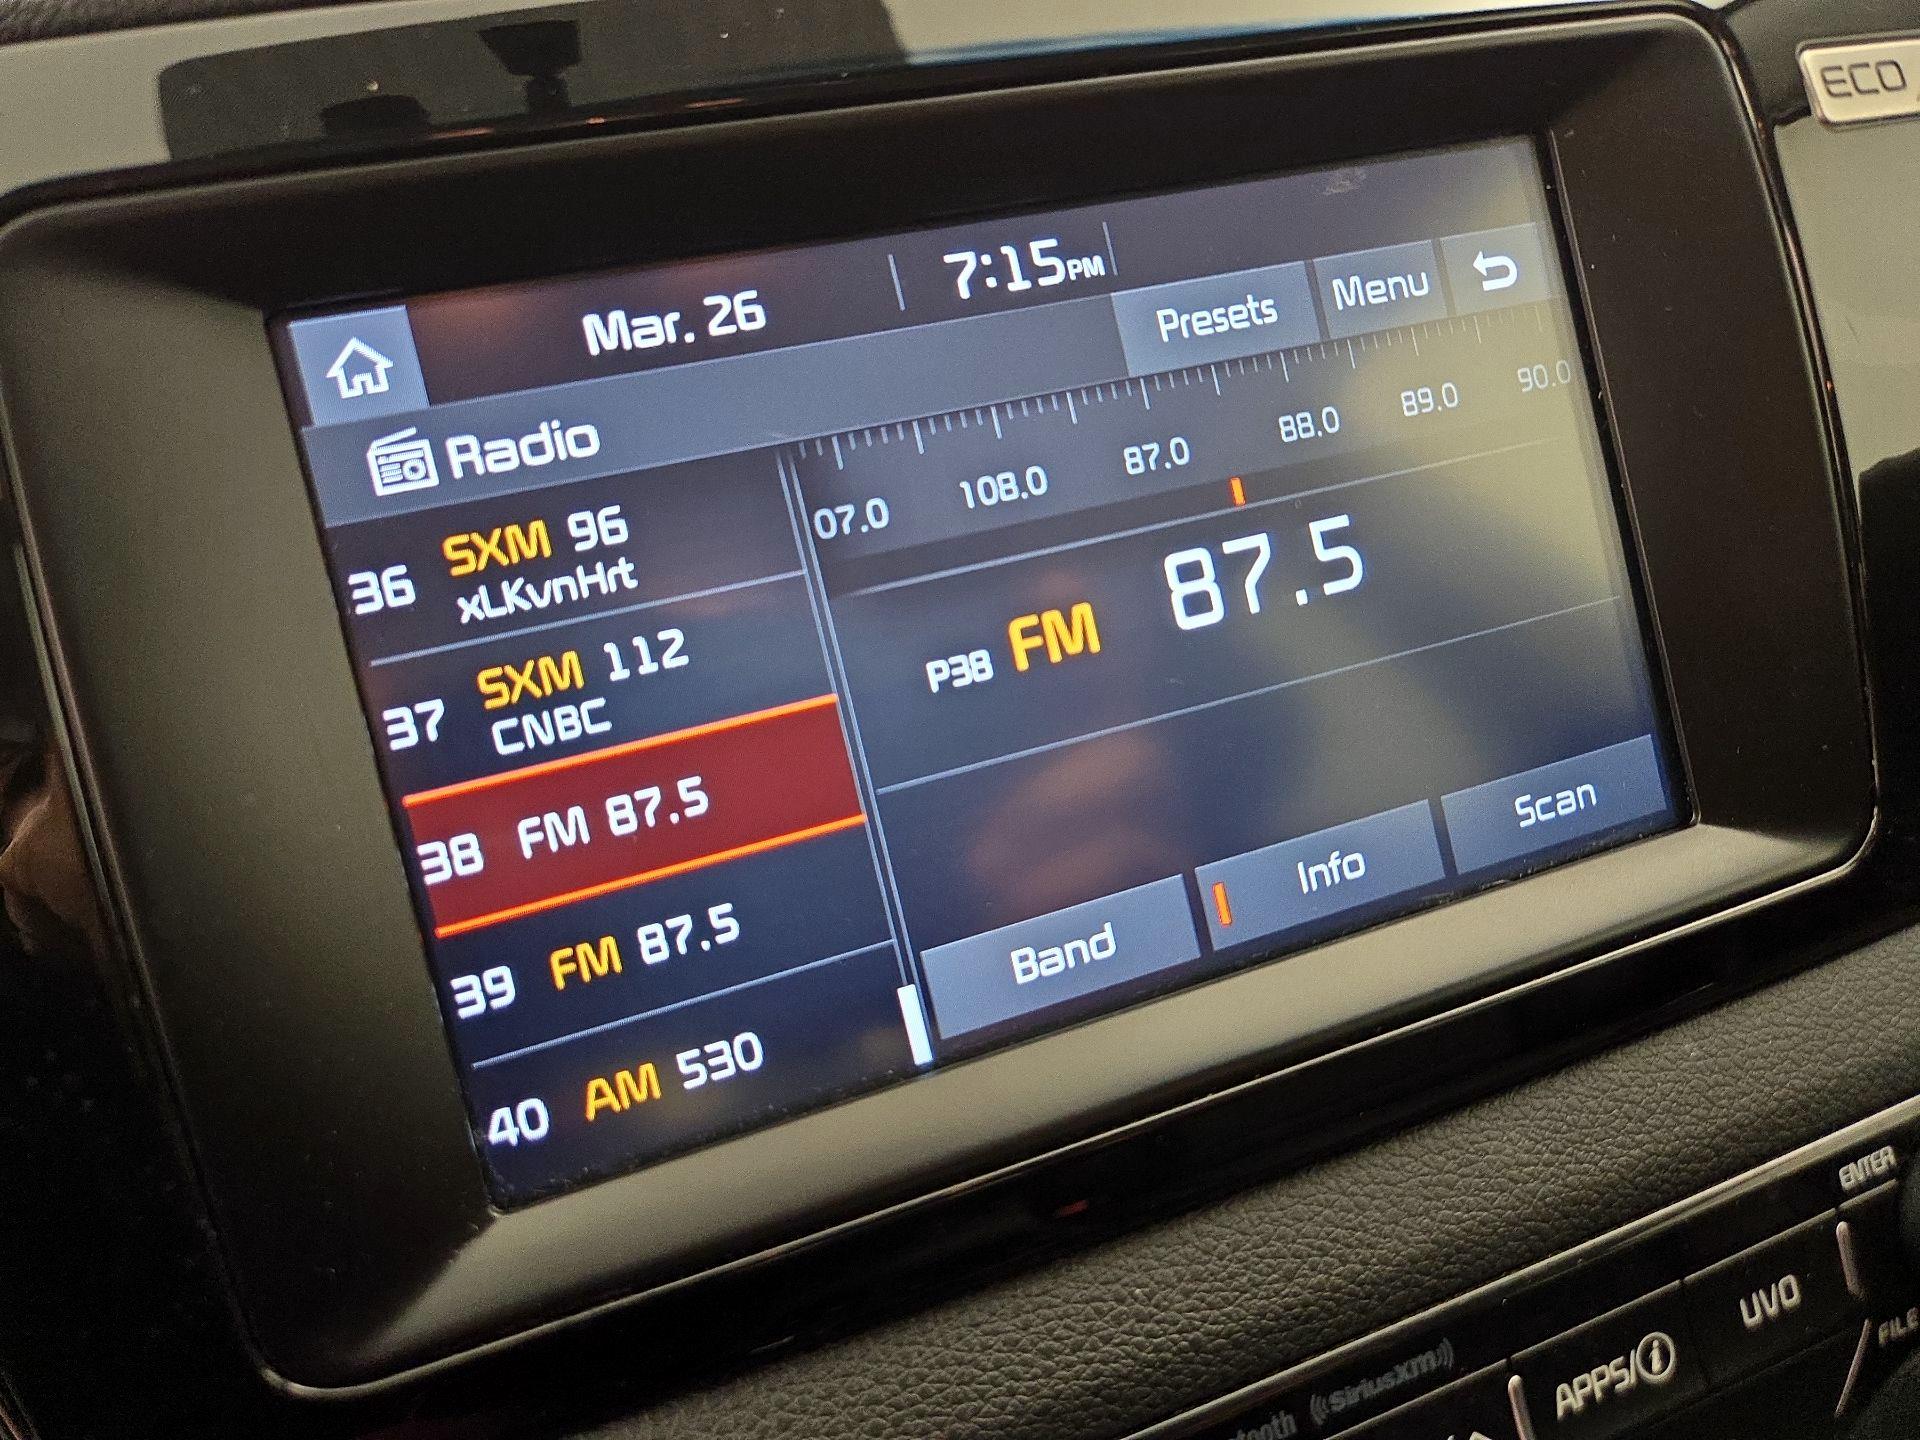 ECO
Mar. 26
7:15PM
Radio
Presets
Menu
07.0 108.0 87.0 88.0 89.0 90.0
36 SXM 96
xLKvnHrt
37 SXM 112
CNBC
38 FM 87.5
39 FM 87.5
40 AM 530
P38 FM 87.5
Band
Info
Scan
ENTER
UVO
FILE
APPS/i
((SiriusXM))